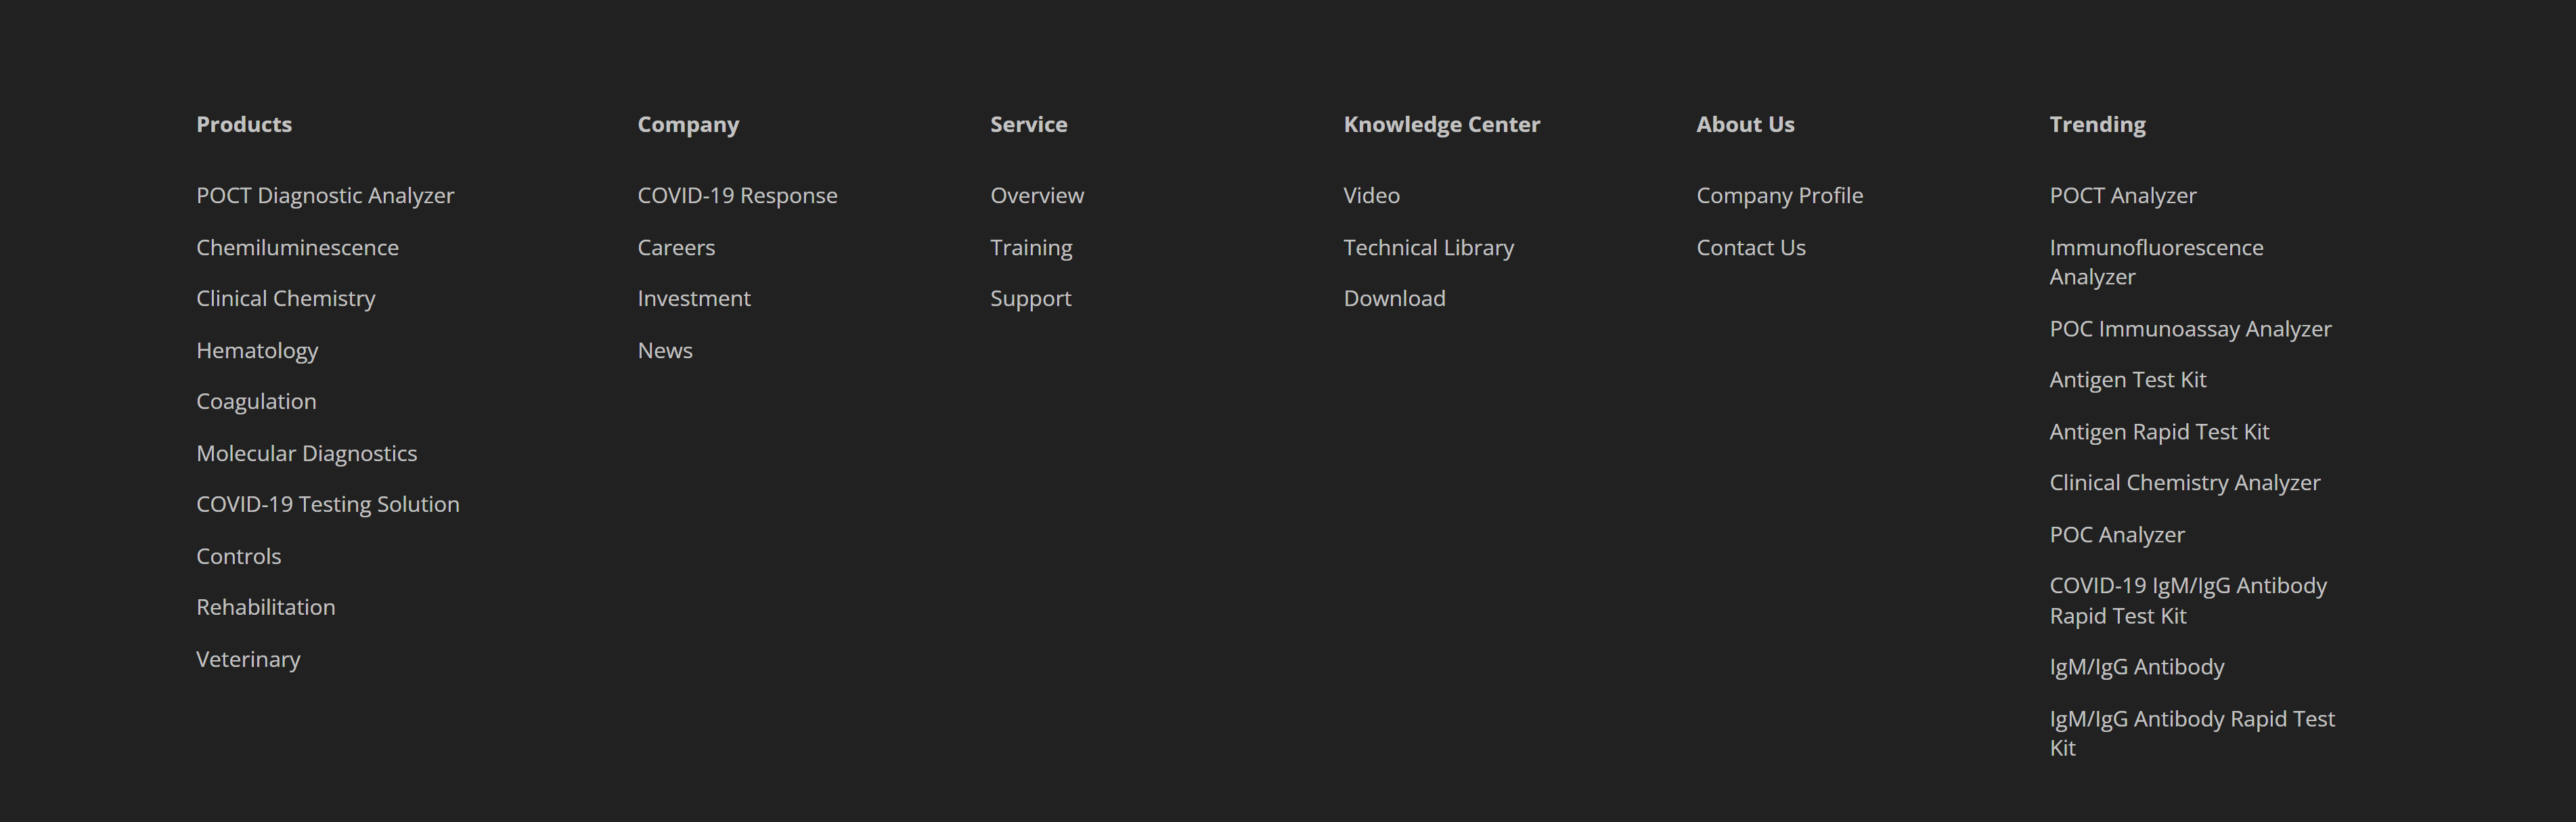 Products
POCT Diagnostic Analyzer
Chemiluminescence
Clinical Chemistry
Hematology
Coagulation
Molecular Diagnostics
COVID-19 Testing Solution
Controls
Rehabilitation
Veterinary
Company
COVID-19 Response
Careers
Investment
News
Service
Overview
Training
Support
Knowledge Center
Video
Technical Library
Download
About Us
Company Profile
Contact Us
Trending
POCT Analyzer
Immunofluorescence
Analyzer
POC Immunoassay Analyzer
Antigen Test Kit
Antigen Rapid Test Kit
Clinical Chemistry Analyzer
POC Analyzer
COVID-19 IgM/IgG Antibody
Rapid Test Kit
IgM/IgG Antibody
IgM/IgG Antibody Rapid Test
Kit